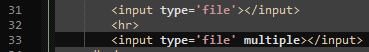 31 <input type='file'></input>
32 <hr>
33 <input type='file' multiple></input>